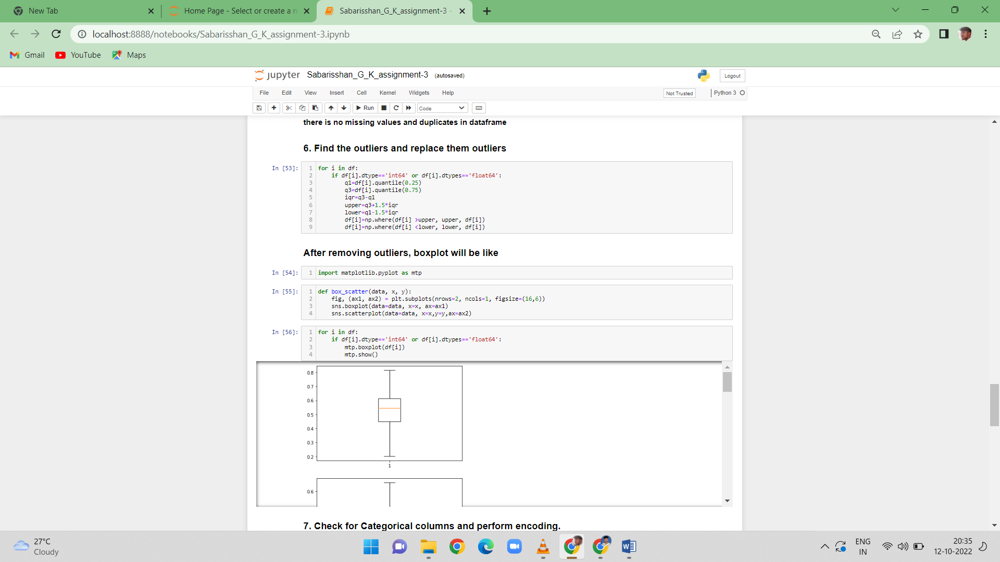 New Tab
Home Page - Select or create a n
Sabarisshan_G_K_assignment-3 -
localhost:8888/notebooks/Sabarisshan_G_K_assignment-3.ipynb
Gmail YouTube Maps
jupyter Sabarisshan_G_K_assignment-3 (autosaved)
Logout
File Edit View Insert Cell Kernel Widgets Help
Not Trusted Python 3
Run Code
there is no missing values and duplicates in dataframe
6. Find the outliers and replace them outliers
In [53]:
1 for i in df:
2     if df[i].dtype=='int64' or df[i].dtypes=='float64':
3         q1=df[i].quantile(0.25)
4         q3=df[i].quantile(0.75)
5         iqr=q3-q1
6         upper=q3+1.5*iqr
7         lower=q1-1.5*iqr
8         df[i]=np.where(df[i] >upper, upper, df[i])
9         df[i]=np.where(df[i] <lower, lower, df[i])
After removing outliers, boxplot will be like
In [54]:
1 import matplotlib.pyplot as mtp
In [55]:
1 def box_scatter(data, x, y):
2     fig, (ax1, ax2) = plt.subplots(nrows=2, ncols=1, figsize=(16,6))
3     sns.boxplot(data=data, x=x, ax=ax1)
4     sns.scatterplot(data=data, x=x,y=y,ax=ax2)
In [56]:
1 for i in df:
2     if df[i].dtype=='int64' or df[i].dtypes=='float64':
3         mtp.boxplot(df[i])
4         mtp.show()
0.8
0.7
0.6
0.5
0.4
0.3
0.2
1
0.6
7. Check for Categorical columns and perform encoding.
27°C
Cloudy
ENG
IN
20:35
12-10-2022